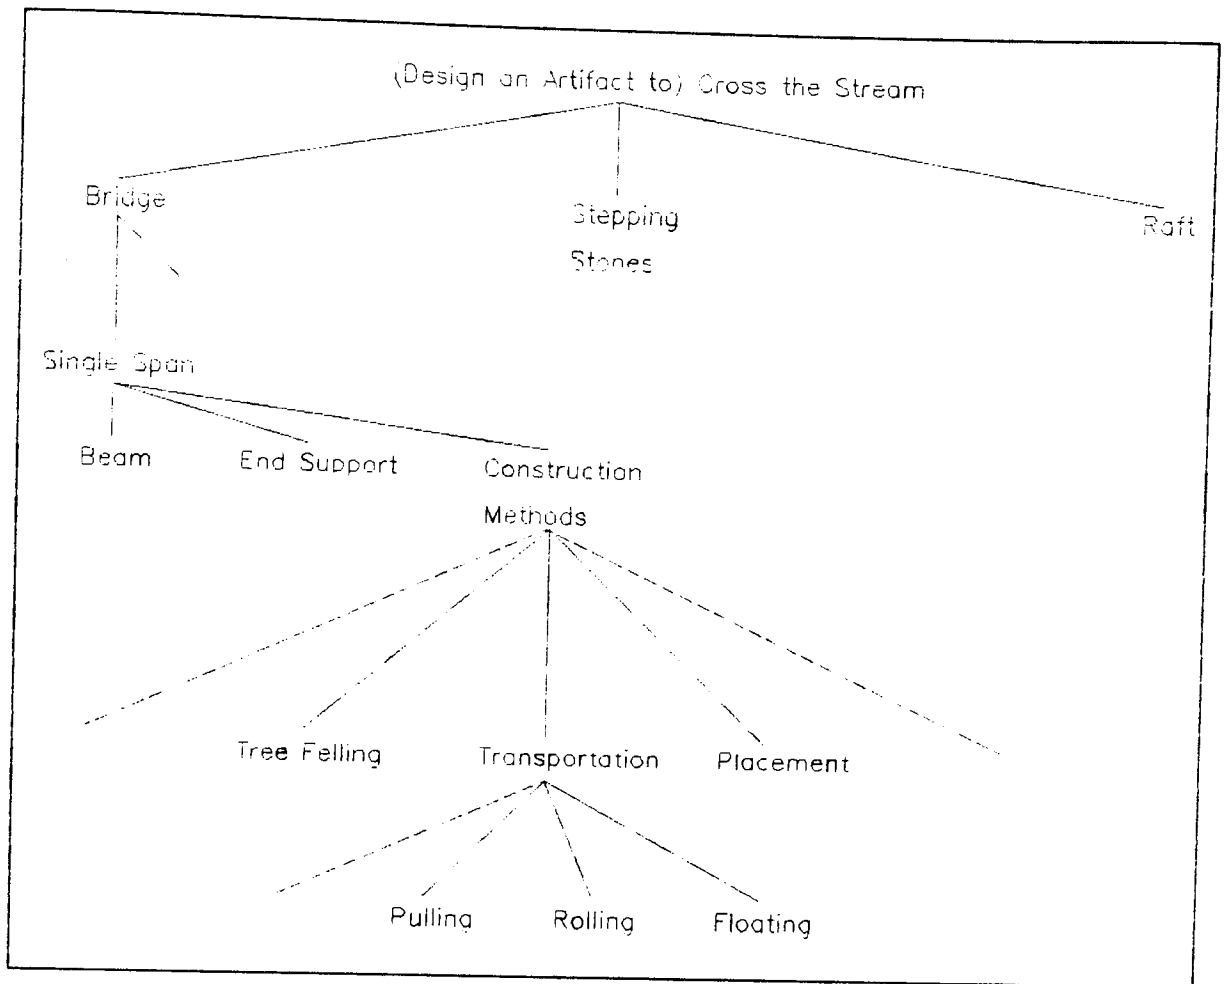 (Design an Artifact to) Cross the Stream
Bridge
Stepping
Stones
Raft
Single Span
Beam
End Support
Construction
Methods
Tree Felling
Transportation
Placement
Pulling
Rolling
Floating